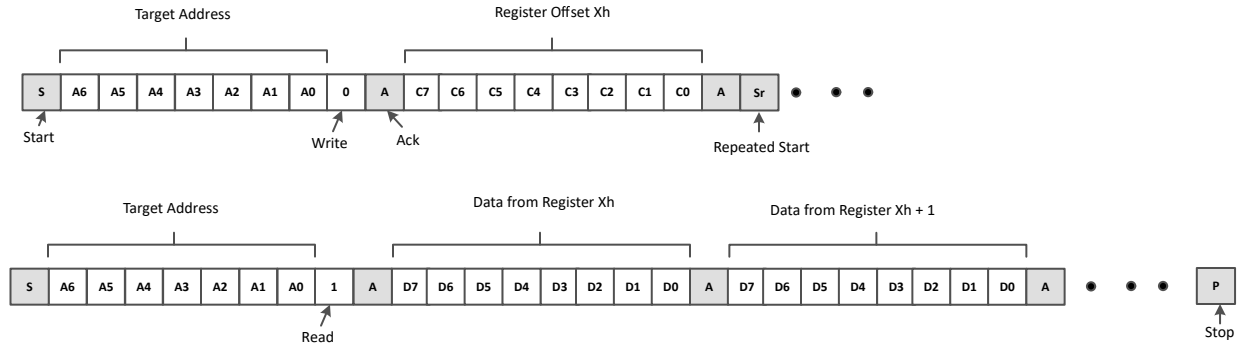 Target Address
Register Offset Xh
S A6 A5 A4 A3 A2 A1 A0 0 A C7 C6 C5 C4 C3 C2 C1 C0 A Sr
Start
Write
Ack
Repeated Start
Target Address
Data from Register Xh
Data from Register Xh + 1
S A6 A5 A4 A3 A2 A1 A0 1 A D7 D6 D5 D4 D3 D2 D1 D0 A D7 D6 D5 D4 D3 D2 D1 D0 A P
Read
Stop